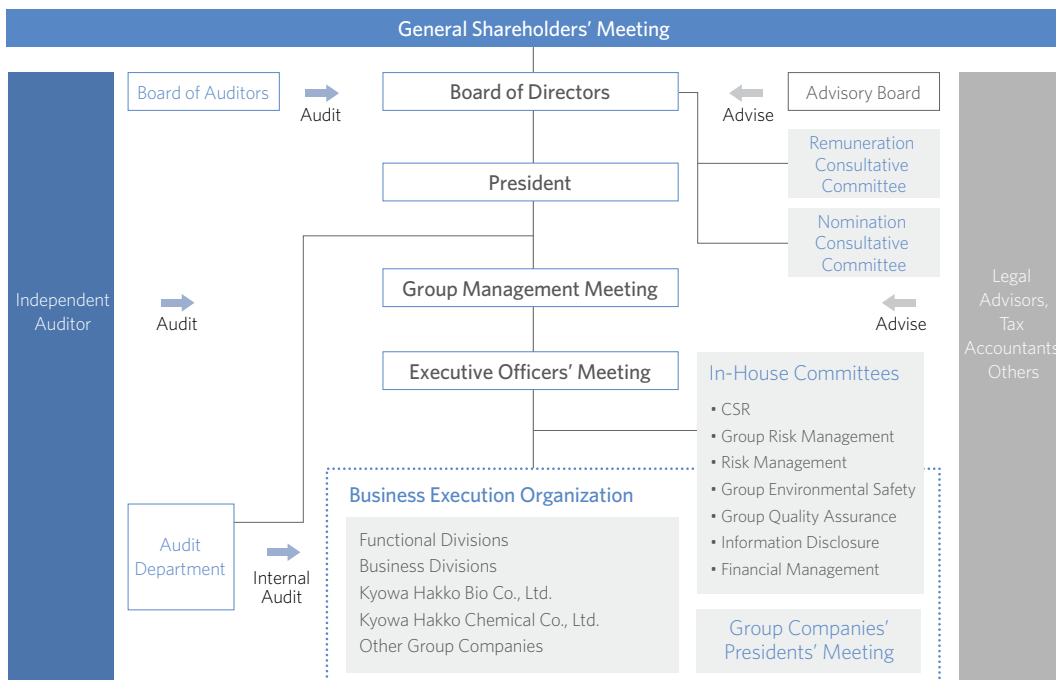 General Shareholders’ Meeting
Board of Auditors
Audit
Board of Directors
Advise
Advisory Board
Remuneration
Consultative
Committee
President
Nomination
Consultative
Committee
Independent
Auditor
Audit
Group Management Meeting
Advise
Legal
Advisors,
Tax
Accountants
Others
Executive Officers’ Meeting
In-House Committees
• CSR
• Group Risk Management
• Risk Management
• Group Environmental Safety
• Group Quality Assurance
• Information Disclosure
• Financial Management
Business Execution Organization
Functional Divisions
Business Divisions
Kyowa Hakko Bio Co., Ltd.
Kyowa Hakko Chemical Co., Ltd.
Other Group Companies
Audit
Department
Internal
Audit
Group Companies’
Presidents’ Meeting